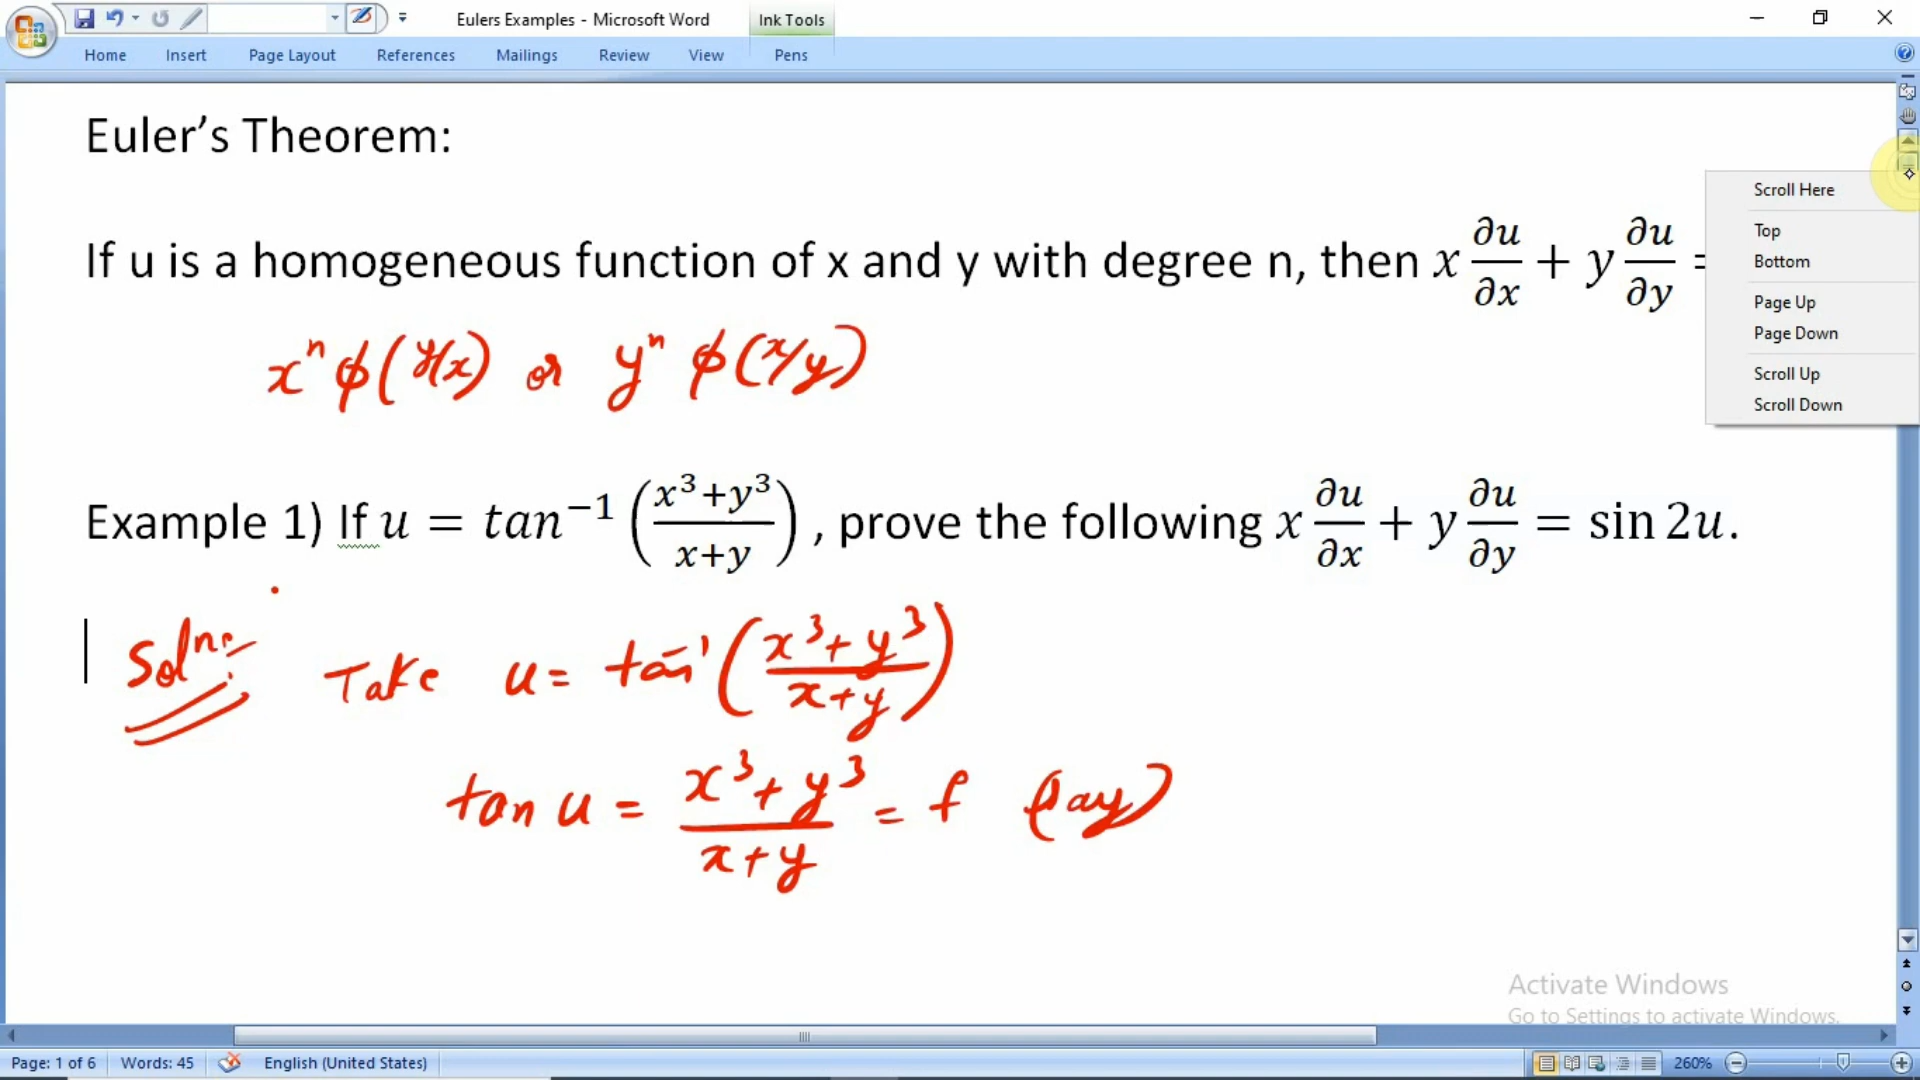 Eulers Examples - Microsoft Word
Ink Tools
Home Insert Page Layout References Mailings Review View Pens
Euler's Theorem:
If u is a homogeneous function of x and y with degree n, then x ∂u/∂x + y ∂u/∂y =
xⁿ ϕ(y/x) or yⁿ ϕ(x/y)
Example 1) If u = tan⁻¹ ((x³+y³)/(x+y)) , prove the following x ∂u/∂x + y ∂u/∂y = sin 2u.
Soln:- Take u = tan⁻¹ ((x³+y³)/(x+y))
tan u = (x³+y³)/(x+y) = f (say)
Scroll Here
Top
Bottom
Page Up
Page Down
Scroll Up
Scroll Down
Activate Windows
Go to Settings to activate Windows.
Page: 1 of 6 Words: 45 English (United States) 260%